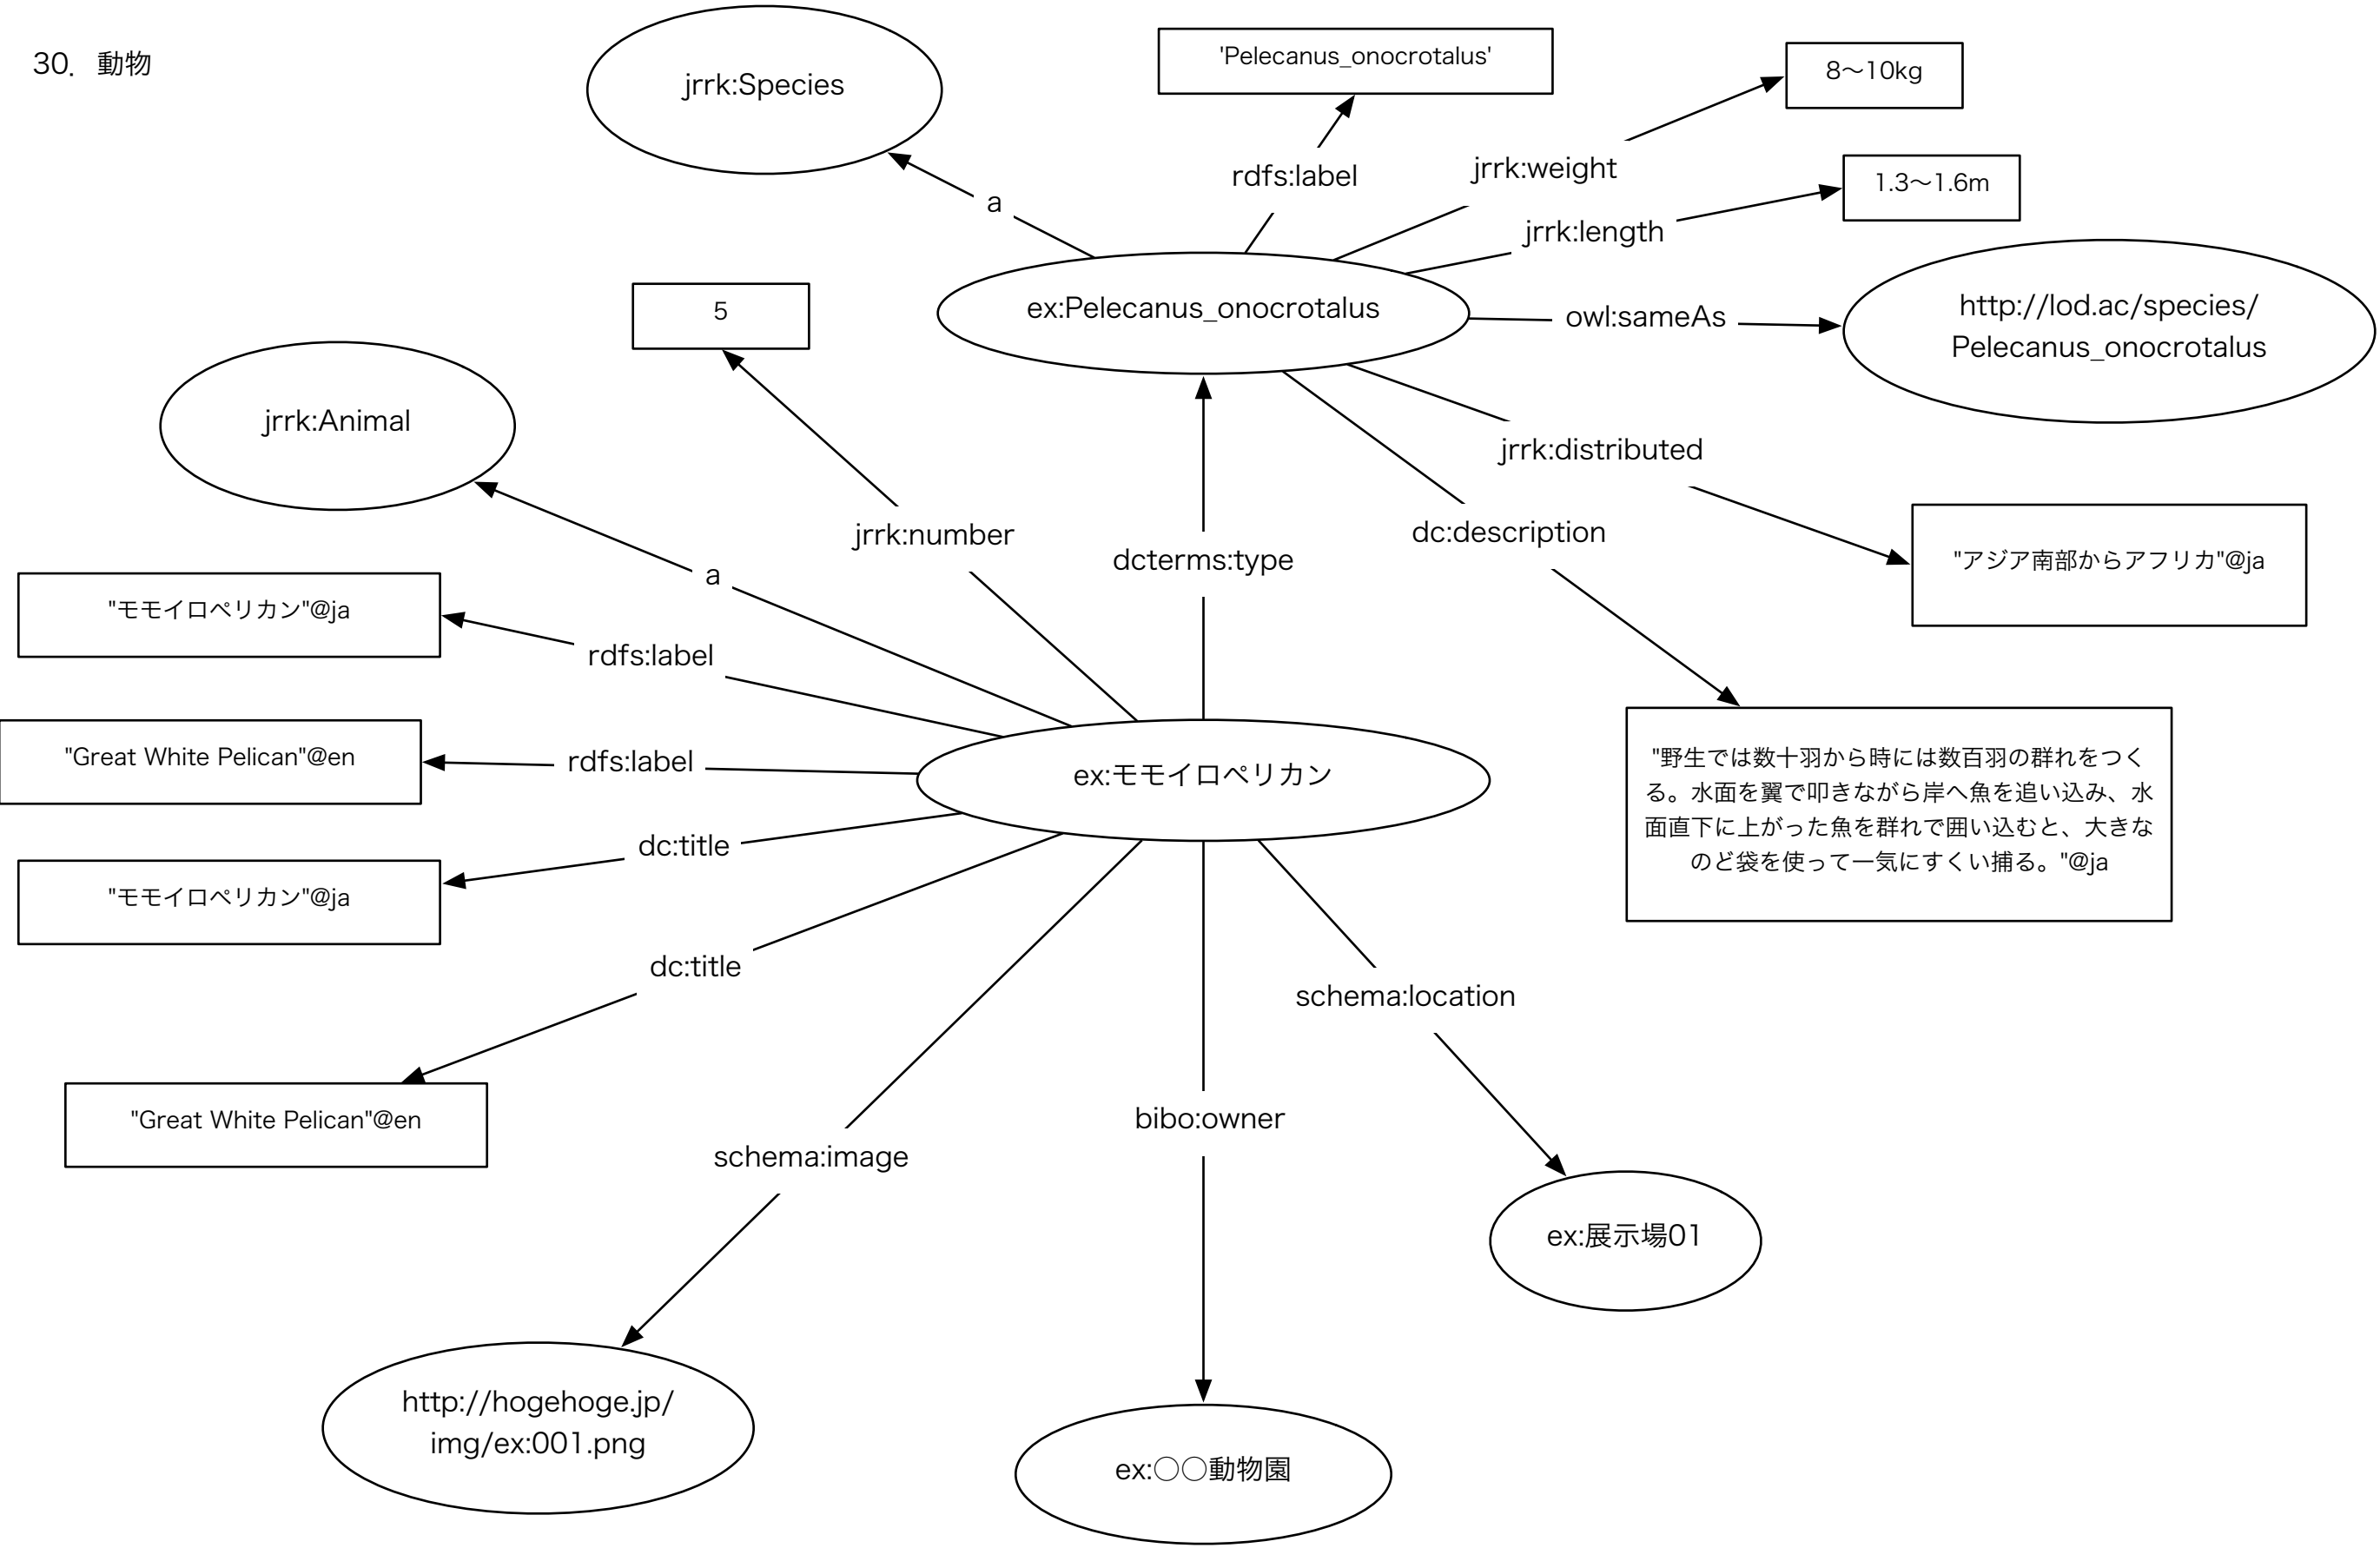 30．動物
jrrk:Species
'Pelecanus_onocrotalus'
8〜10kg
rdfs:label
jrrk:weight
1.3〜1.6m
a
jrrk:length
5
ex:Pelecanus_onocrotalus
owl:sameAs
http://lod.ac/species/
Pelecanus_onocrotalus
jrrk:Animal
jrrk:distributed
jrrk:number
dcterms:type
dc:description
"アジア南部からアフリカ"@ja
a
"モモイロペリカン"@ja
rdfs:label
"Great White Pelican"@en
rdfs:label
ex:モモイロペリカン
"野生では数十羽から時には数百羽の群れをつく
る。水面を翼で叩きながら岸へ魚を追い込み、水
面直下に上がった魚を群れで囲い込むと、大きな
のど袋を使って一気にすくい捕る。"@ja
dc:title
"モモイロペリカン"@ja
dc:title
schema:location
"Great White Pelican"@en
bibo:owner
schema:image
ex:展示場01
http://hogehoge.jp/
img/ex:001.png
ex:○○動物園